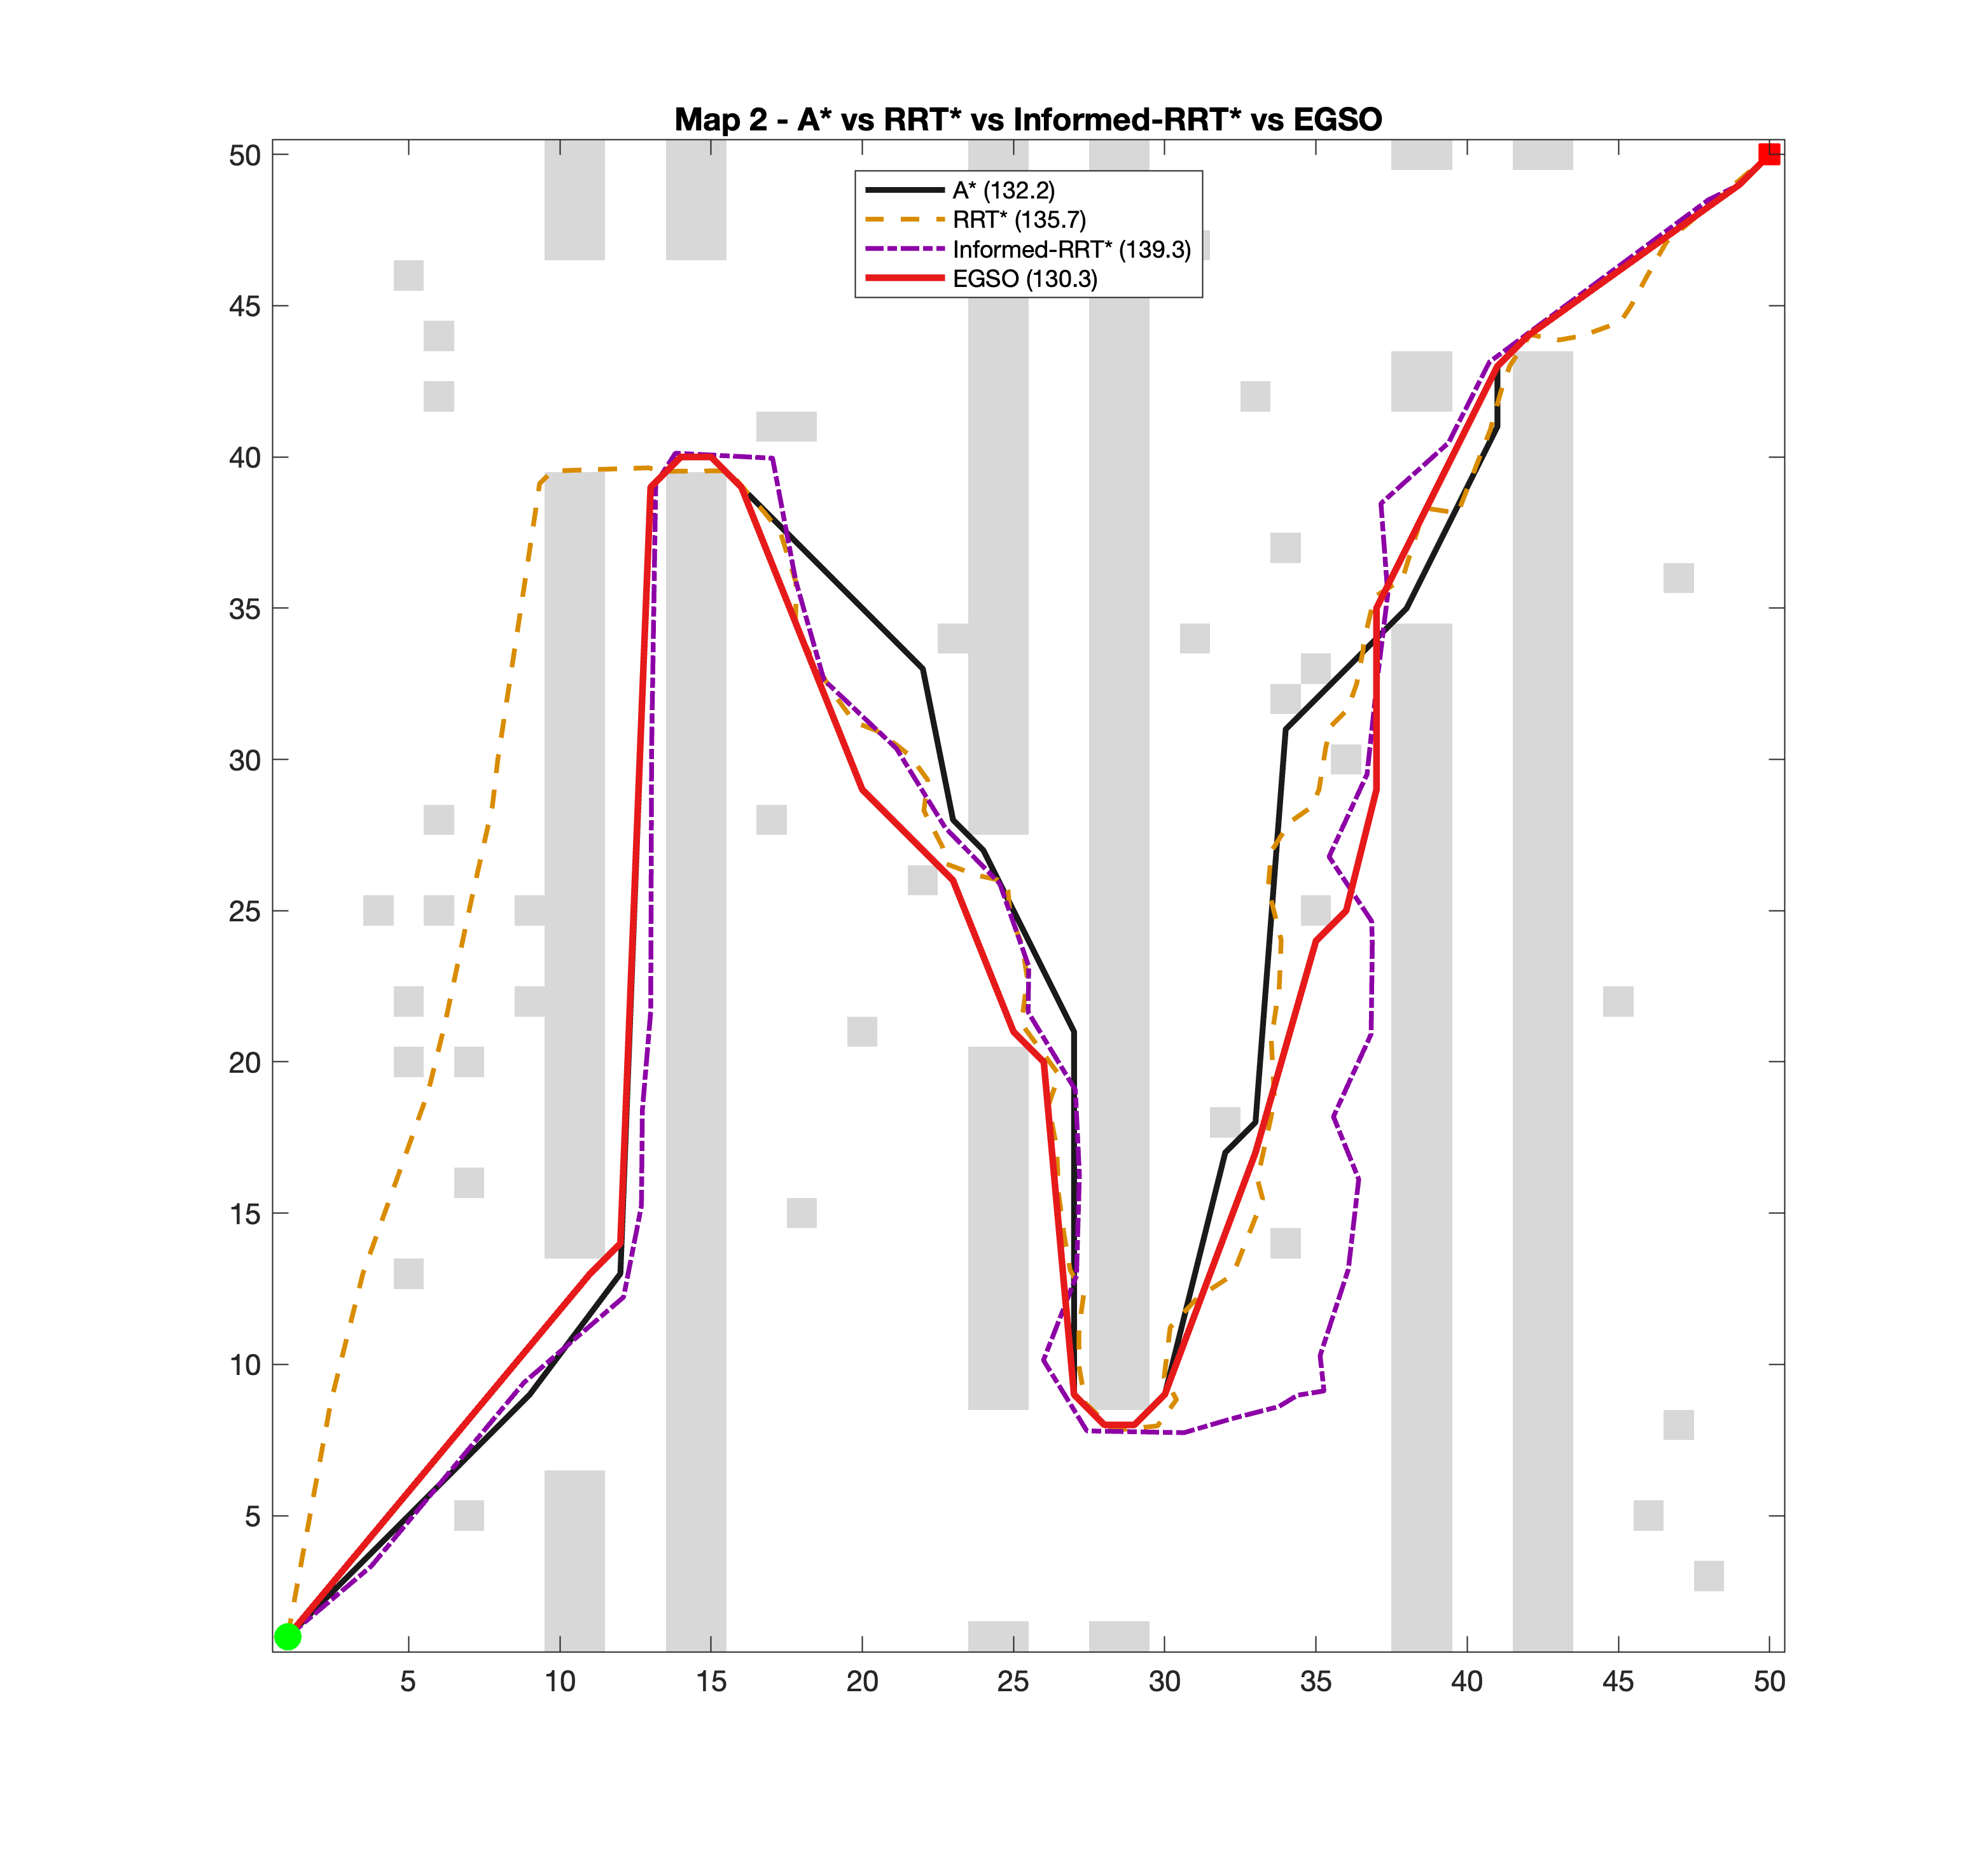 Map 2 - A* vs RRT* vs Informed-RRT* vs EGSO
A* (132.2)
RRT* (135.7)
Informed-RRT* (139.3)
EGSO (130.3)
50
45
40
35
30
25
20
15
10
5
5 10 15 20 25 30 35 40 45 50